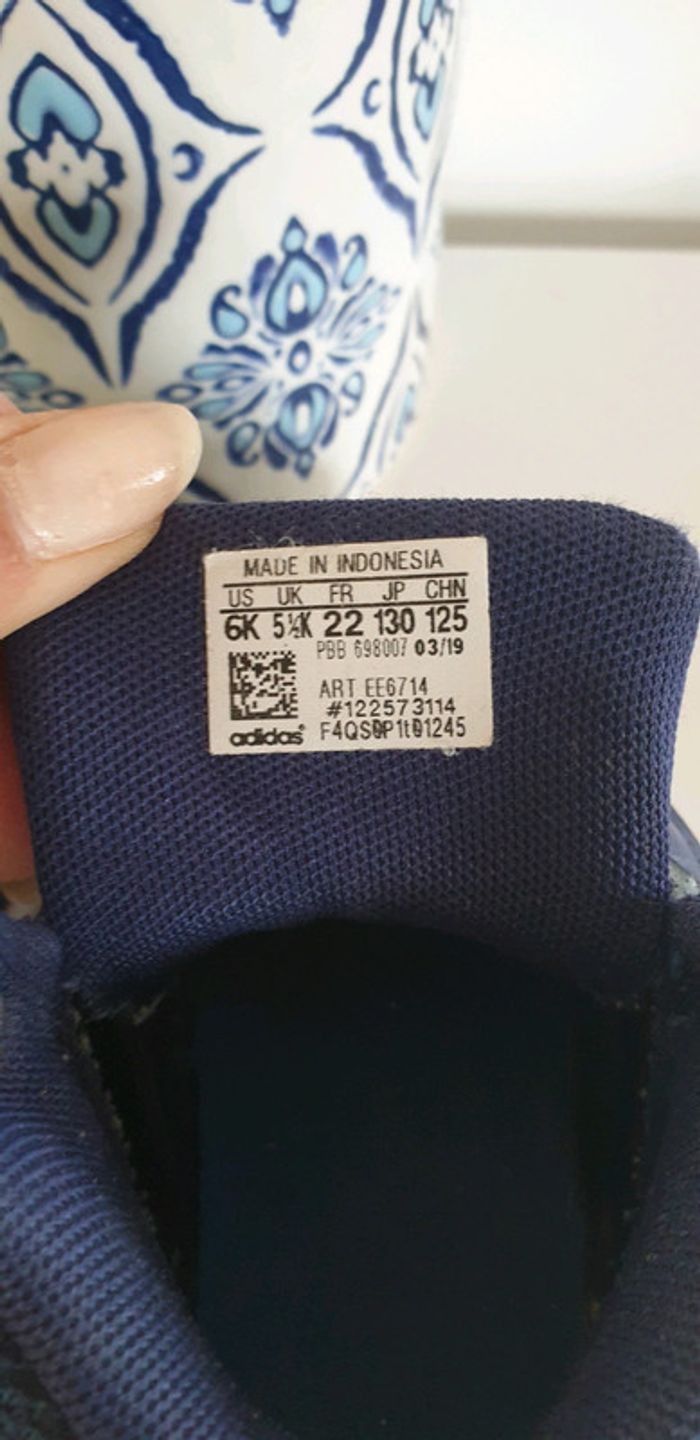 MADE IN INDONESIA
US UK FR JP CHN
6K 5½K 22 130 125
PBB 698007 03/19
ART EE6714
#122573114
adidas® F4QS0P1t01245